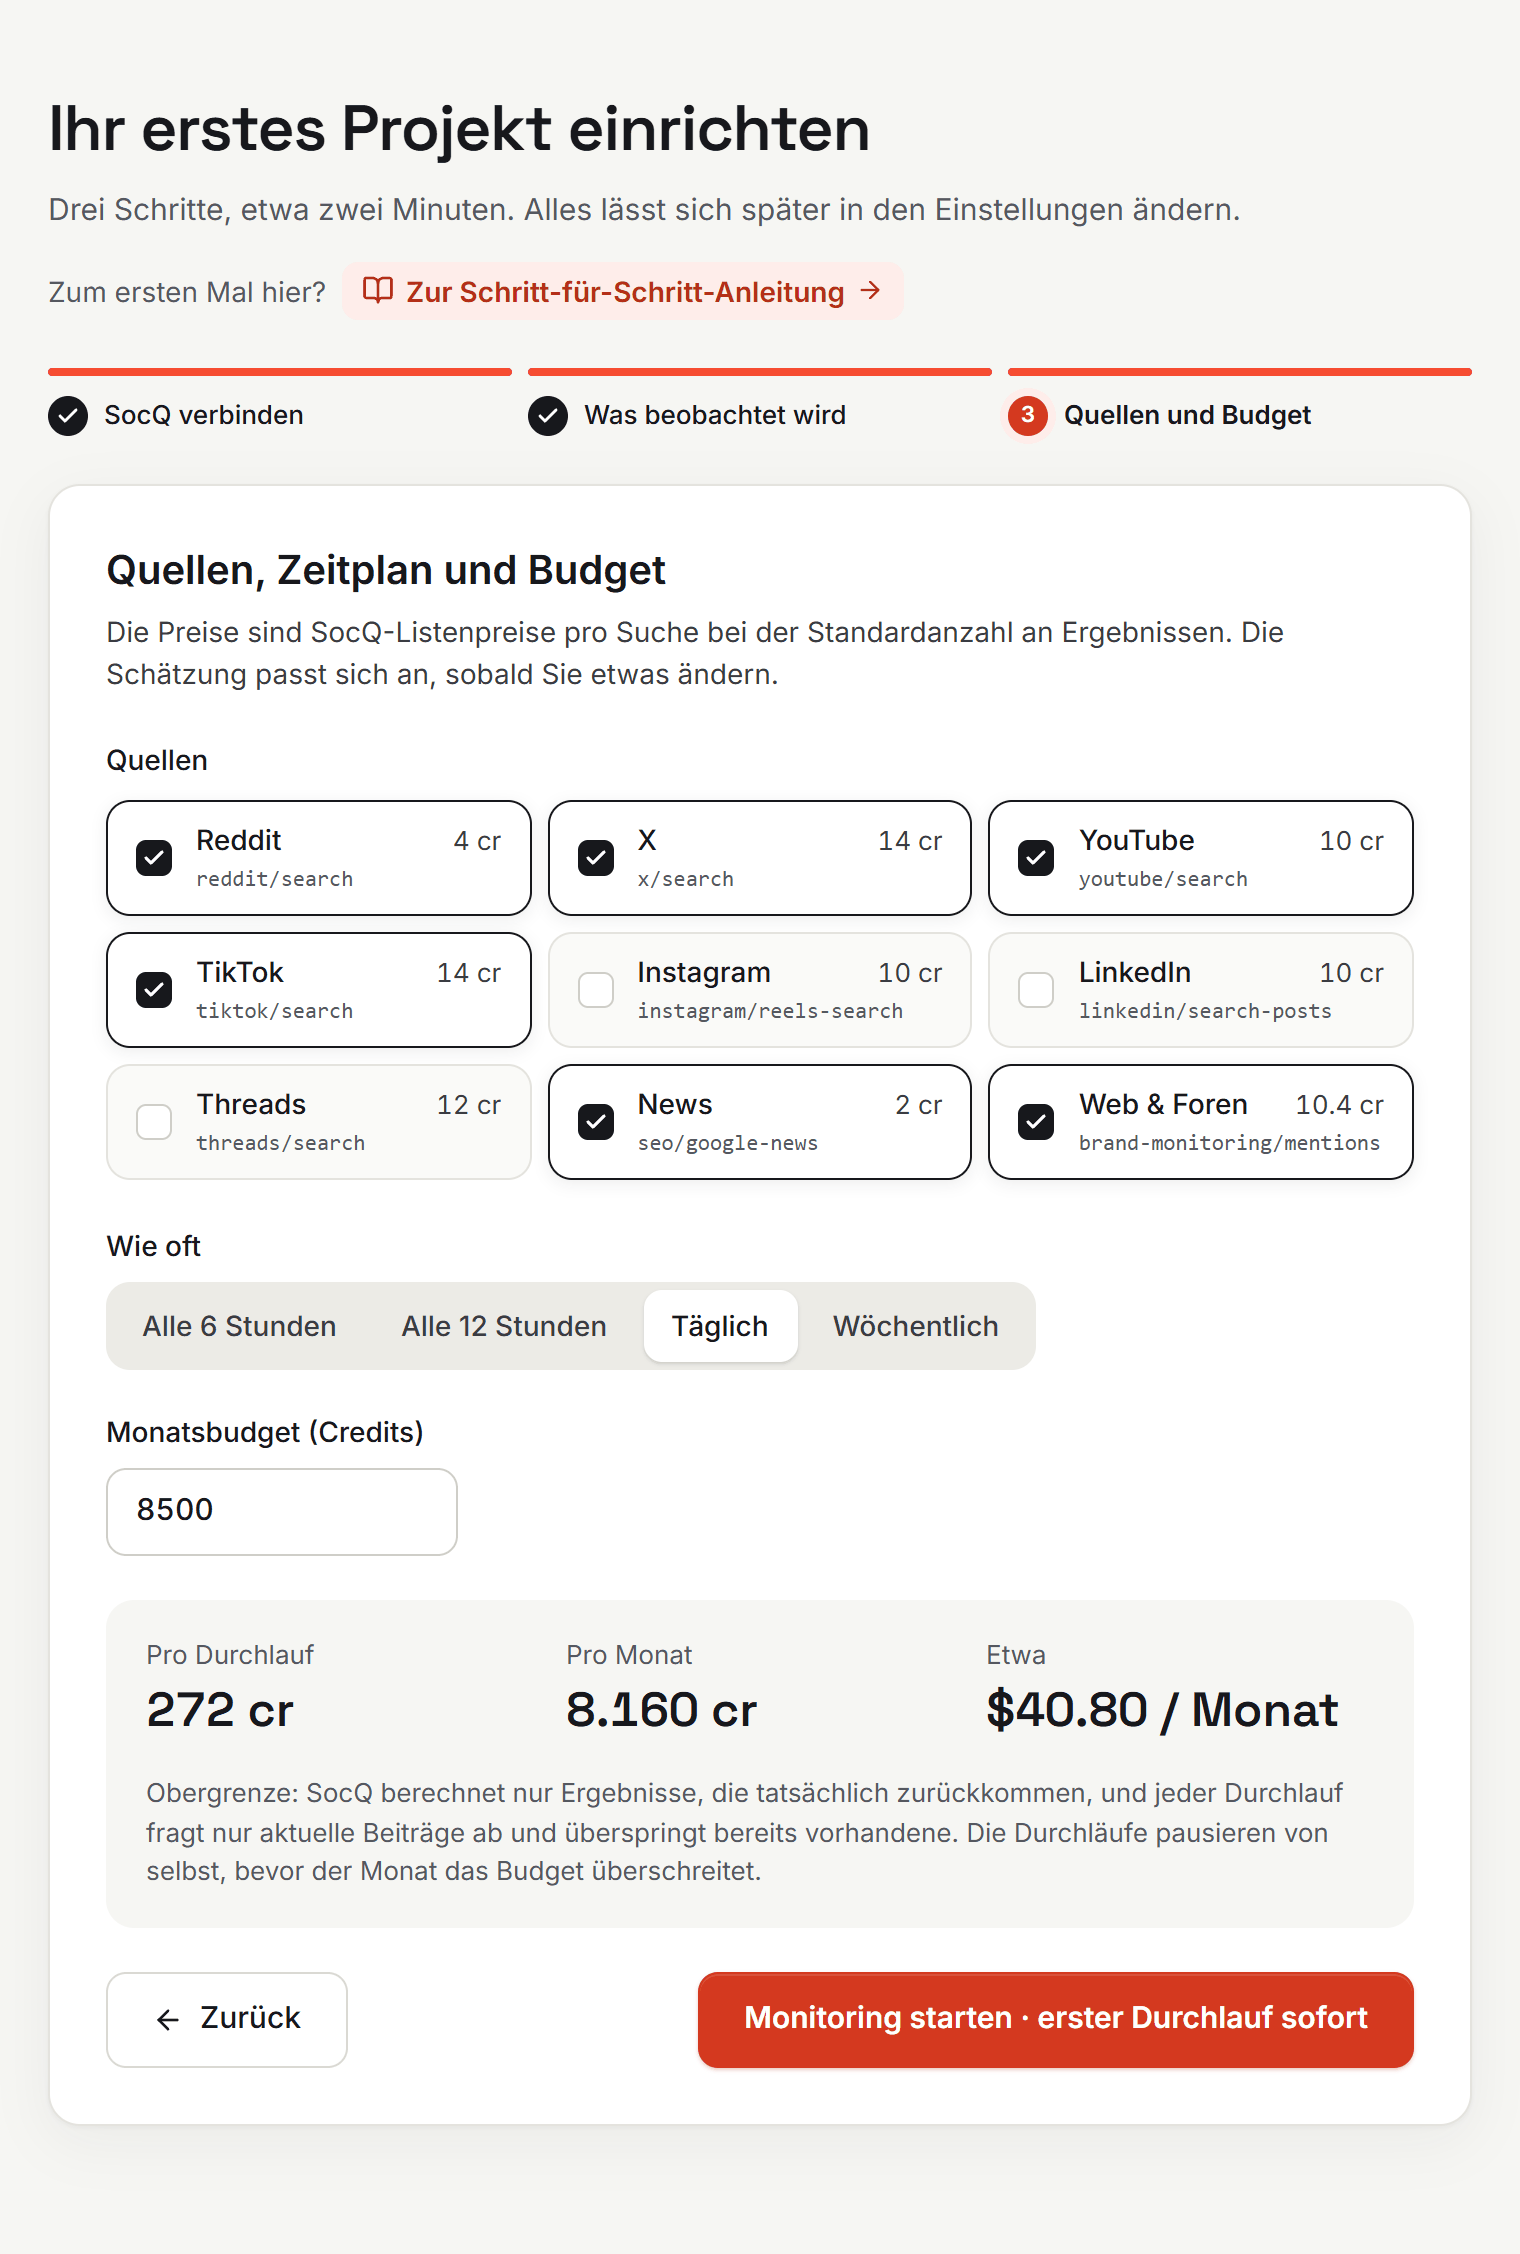 Ihr erstes Projekt einrichten
Drei Schritte, etwa zwei Minuten. Alles lässt sich später in den Einstellungen ändern.
Zum ersten Mal hier? Zur Schritt-für-Schritt-Anleitung →
SocQ verbinden
Was beobachtet wird
3 Quellen und Budget
Quellen, Zeitplan und Budget
Die Preise sind SocQ-Listenpreise pro Suche bei der Standardanzahl an Ergebnissen. Die
Schätzung passt sich an, sobald Sie etwas ändern.
Quellen
Reddit 4 cr
reddit/search
X 14 cr
x/search
YouTube 10 cr
youtube/search
TikTok 14 cr
tiktok/search
Instagram 10 cr
instagram/reels-search
LinkedIn 10 cr
linkedin/search-posts
Threads 12 cr
threads/search
News 2 cr
seo/google-news
Web & Foren 10.4 cr
brand-monitoring/mentions
Wie oft
Alle 6 Stunden Alle 12 Stunden Täglich Wöchentlich
Monatsbudget (Credits)
8500
Pro Durchlauf
272 cr
Pro Monat
8.160 cr
Etwa
$40.80 / Monat
Obergrenze: SocQ berechnet nur Ergebnisse, die tatsächlich zurückkommen, und jeder Durchlauf
fragt nur aktuelle Beiträge ab und überspringt bereits vorhandene. Die Durchläufe pausieren von
selbst, bevor der Monat das Budget überschreitet.
← Zurück
Monitoring starten · erster Durchlauf sofort